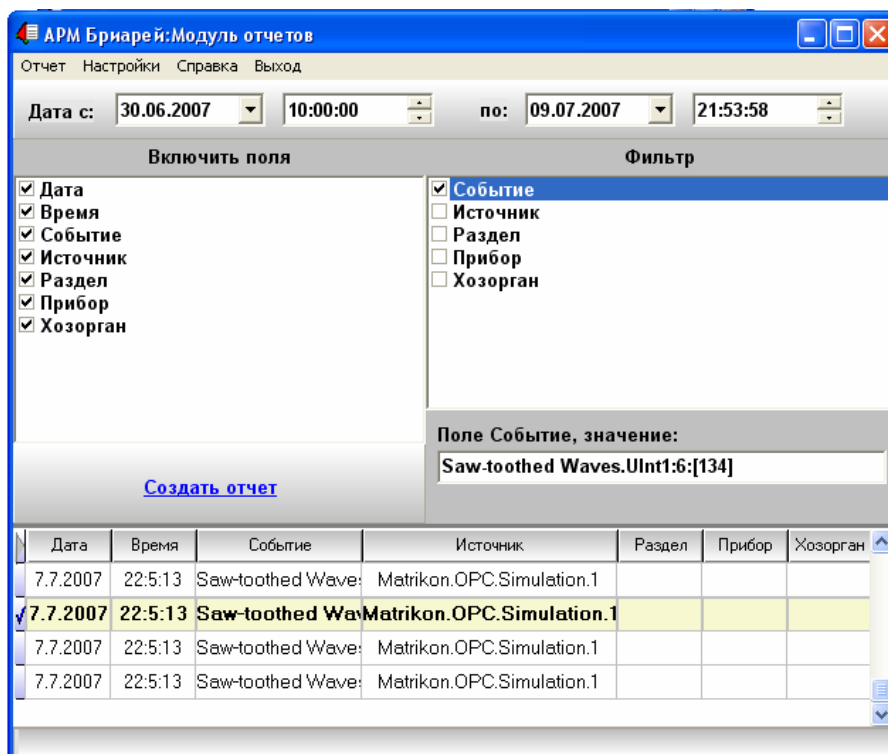 АРМ Бриарей:Модуль отчетов
Отчет Настройки Справка Выход
Дата с: 30.06.2007 10:00:00 по: 09.07.2007 21:53:58
Включить поля
Дата
Время
Событие
Источник
Раздел
Прибор
Хозорган
Фильтр
Событие
Источник
Раздел
Прибор
Хозорган
Поле Событие, значение:
Saw-toothed Waves.UInt1:6:[134]
Создать отчет
Дата Время Событие Источник Раздел Прибор Хозорган
7.7.2007 22:5:13 Saw-toothed Wave Matrikon.OPC.Simulation.1
7.7.2007 22:5:13 Saw-toothed Wav Matrikon.OPC.Simulation.1
7.7.2007 22:5:13 Saw-toothed Wave Matrikon.OPC.Simulation.1
7.7.2007 22:5:13 Saw-toothed Wave Matrikon.OPC.Simulation.1